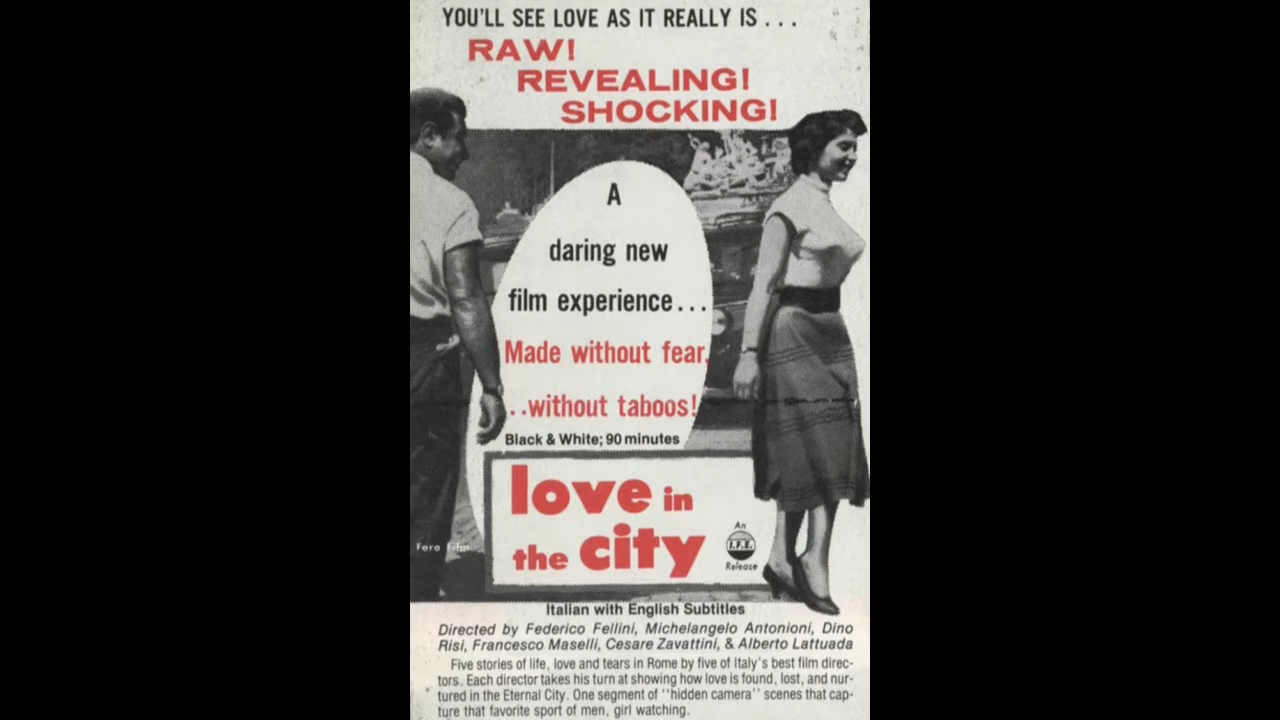 YOU'LL SEE LOVE AS IT REALLY IS . . .
RAW!
REVEALING!
SHOCKING!
A
daring new
film experience . . .
Made without fear.
. .without taboos!
Black & White; 90 minutes
love in
the city
An
I.F.E.
Release
Fero Film
Italian with English Subtitles
Directed by Federico Fellini, Michelangelo Antonioni, Dino
Risi, Francesco Maselli, Cesare Zavattini, & Alberto Lattuada
Five stories of life, love and tears in Rome by five of Italy's best film direc-
tors. Each director takes his turn at showing how love is found, lost, and nur-
tured in the Eternal City. One segment of ''hidden camera'' scenes that cap-
ture that favorite sport of men, girl watching.